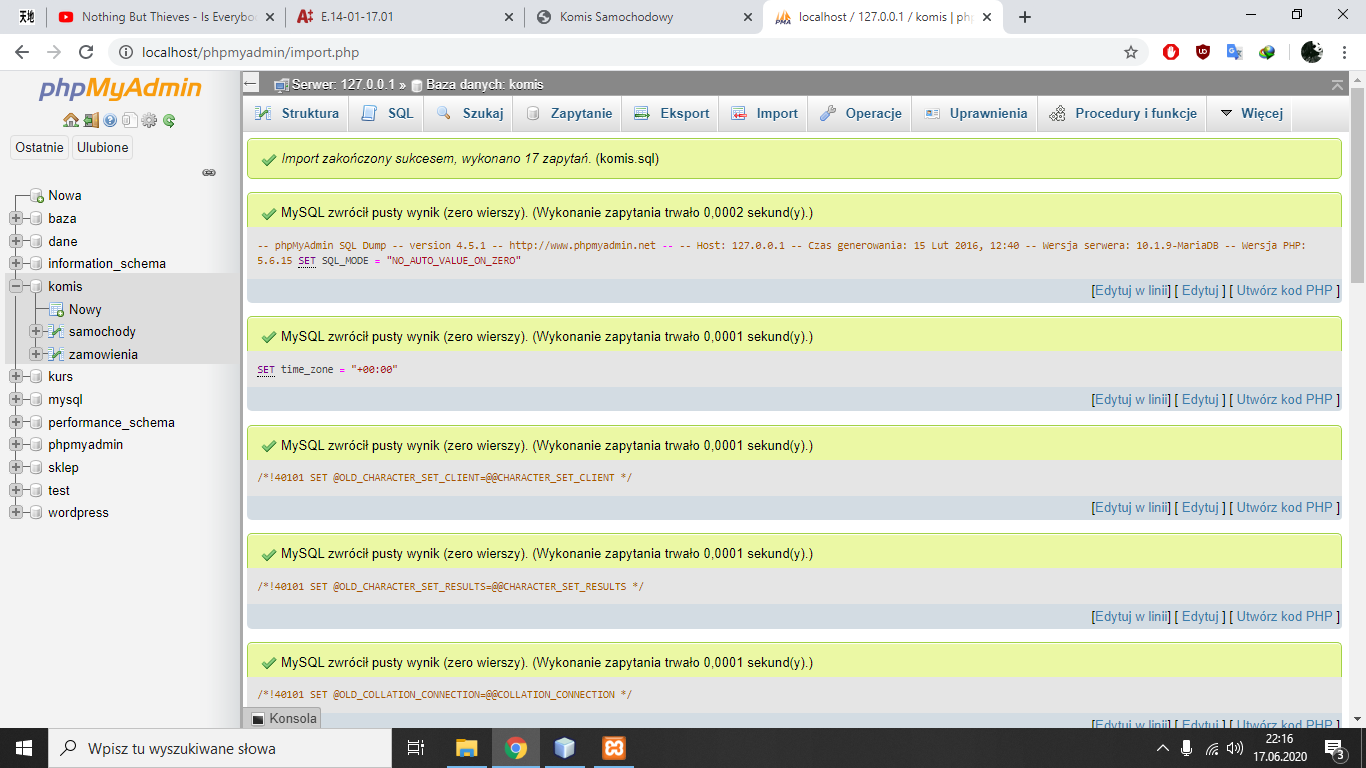 天地
Nothing But Thieves - Is Everybo
E.14-01-17.01
Komis Samochodowy
localhost / 127.0.0.1 / komis | ph
localhost/phpmyadmin/import.php
phpMyAdmin
Ostatnie Ulubione
Nowa
baza
dane
information_schema
komis
Nowy
samochody
zamowienia
kurs
mysql
performance_schema
phpmyadmin
sklep
test
wordpress
Serwer: 127.0.0.1 » Baza danych: komis
Struktura SQL Szukaj Zapytanie Eksport Import Operacje Uprawnienia Procedury i funkcje Więcej
Import zakończony sukcesem, wykonano 17 zapytań. (komis.sql)
MySQL zwrócił pusty wynik (zero wierszy). (Wykonanie zapytania trwało 0,0002 sekund(y).)
-- phpMyAdmin SQL Dump -- version 4.5.1 -- http://www.phpmyadmin.net -- -- Host: 127.0.0.1 -- Czas generowania: 15 Lut 2016, 12:40 -- Wersja serwera: 10.1.9-MariaDB -- Wersja PHP:
5.6.15 SET SQL_MODE = "NO_AUTO_VALUE_ON_ZERO"
[Edytuj w linii] [ Edytuj ] [ Utwórz kod PHP ]
MySQL zwrócił pusty wynik (zero wierszy). (Wykonanie zapytania trwało 0,0001 sekund(y).)
SET time_zone = "+00:00"
[Edytuj w linii] [ Edytuj ] [ Utwórz kod PHP ]
MySQL zwrócił pusty wynik (zero wierszy). (Wykonanie zapytania trwało 0,0001 sekund(y).)
/*!40101 SET @OLD_CHARACTER_SET_CLIENT=@@CHARACTER_SET_CLIENT */
[Edytuj w linii] [ Edytuj ] [ Utwórz kod PHP ]
MySQL zwrócił pusty wynik (zero wierszy). (Wykonanie zapytania trwało 0,0001 sekund(y).)
/*!40101 SET @OLD_CHARACTER_SET_RESULTS=@@CHARACTER_SET_RESULTS */
[Edytuj w linii] [ Edytuj ] [ Utwórz kod PHP ]
MySQL zwrócił pusty wynik (zero wierszy). (Wykonanie zapytania trwało 0,0001 sekund(y).)
/*!40101 SET @OLD_COLLATION_CONNECTION=@@COLLATION_CONNECTION */
[Edytuj w linii] [ Edytuj ] [ Utwórz kod PHP ]
Konsola
Wpisz tu wyszukiwane słowa
22:16
17.06.2020
3